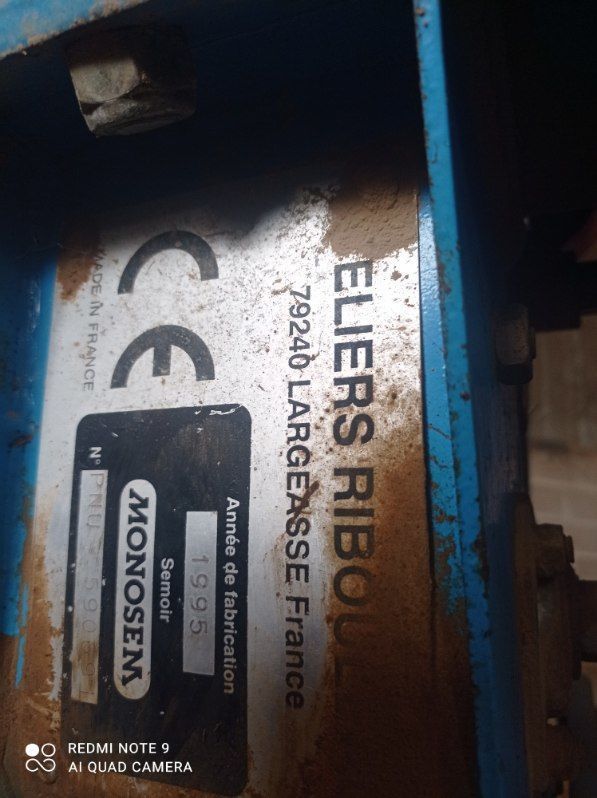 ELIERS RIBOUL
79240 LARGEASSE France
CE
MADE IN FRANCE
Année de fabrication
1995
Semoir
MONOSEM
N°
REDMI NOTE 9
AI QUAD CAMERA